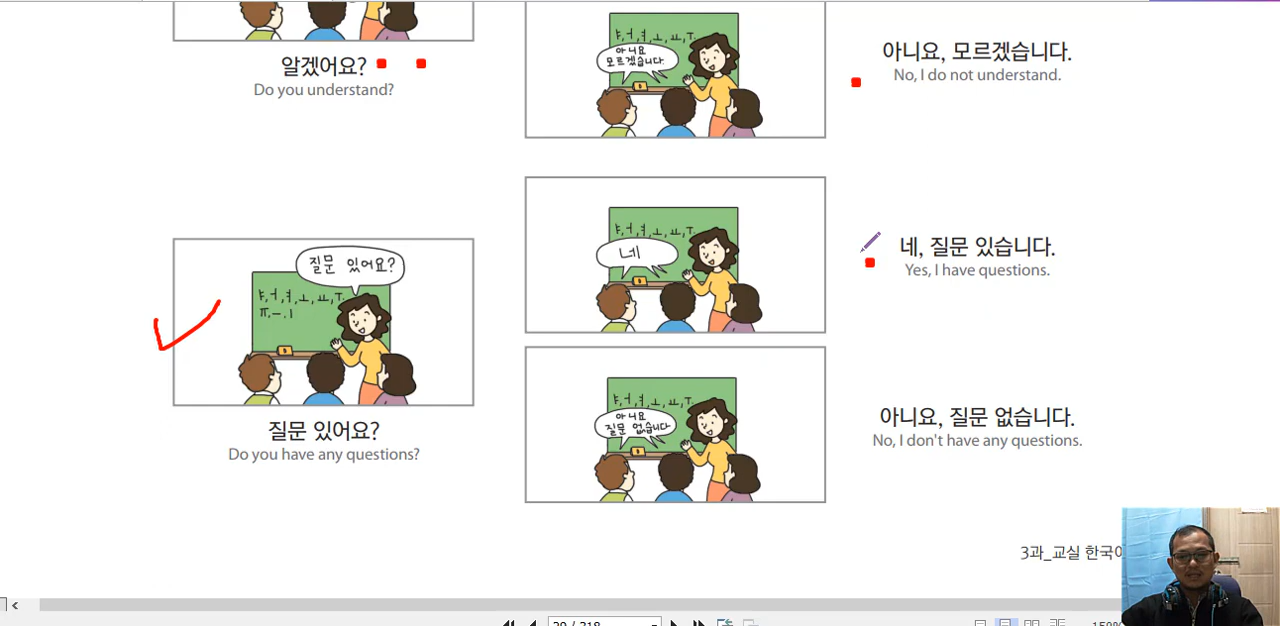 알겠어요?
Do you understand?
아니요
모르겠습니다.
아니요, 모르겠습니다.
No, I do not understand.
질문 있어요?
ㅑ,ㅓ,ㅕ,ㅗ,ㅛ,ㅜ
ㅠ,ㅡ,ㅣ
질문 있어요?
Do you have any questions?
ㅑ,ㅓ,ㅕ,ㅗ,ㅛ,ㅜ
네
네, 질문 있습니다.
Yes, I have questions.
ㅑ,ㅓ,ㅕ,ㅗ,ㅛ,ㅜ
아니요
질문 없습니다
아니요, 질문 없습니다.
No, I don't have any questions.
3과_교실 한국어